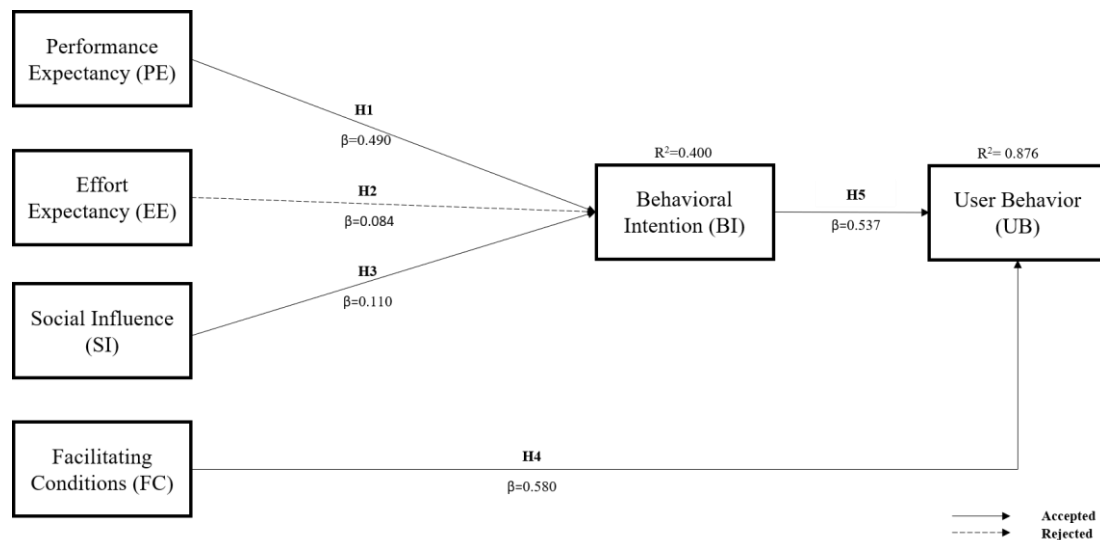 Performance
Expectancy (PE)
H1
β=0.490
Effort
Expectancy (EE)
H2
β=0.084
R²=0.400
Behavioral
Intention (BI)
H5
β=0.537
R²= 0.876
User Behavior
(UB)
Social Influence
(SI)
H3
β=0.110
Facilitating
Conditions (FC)
H4
β=0.580
Accepted
Rejected